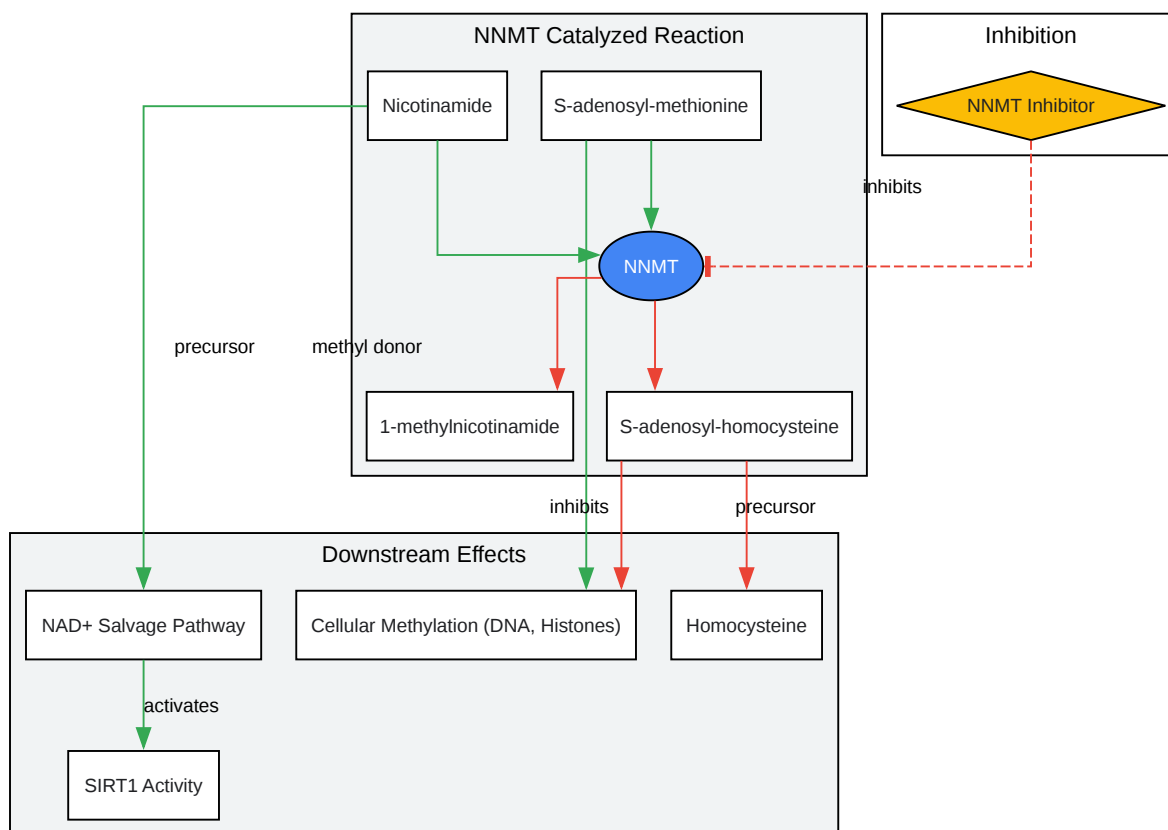 NNMT Catalyzed Reaction
Inhibition
Nicotinamide
S-adenosyl-methionine
NNMT Inhibitor
inhibits
NNMT
precursor
methyl donor
1-methylnicotinamide
S-adenosyl-homocysteine
inhibits
precursor
Downstream Effects
NAD+ Salvage Pathway
Cellular Methylation (DNA, Histones)
Homocysteine
activates
SIRT1 Activity